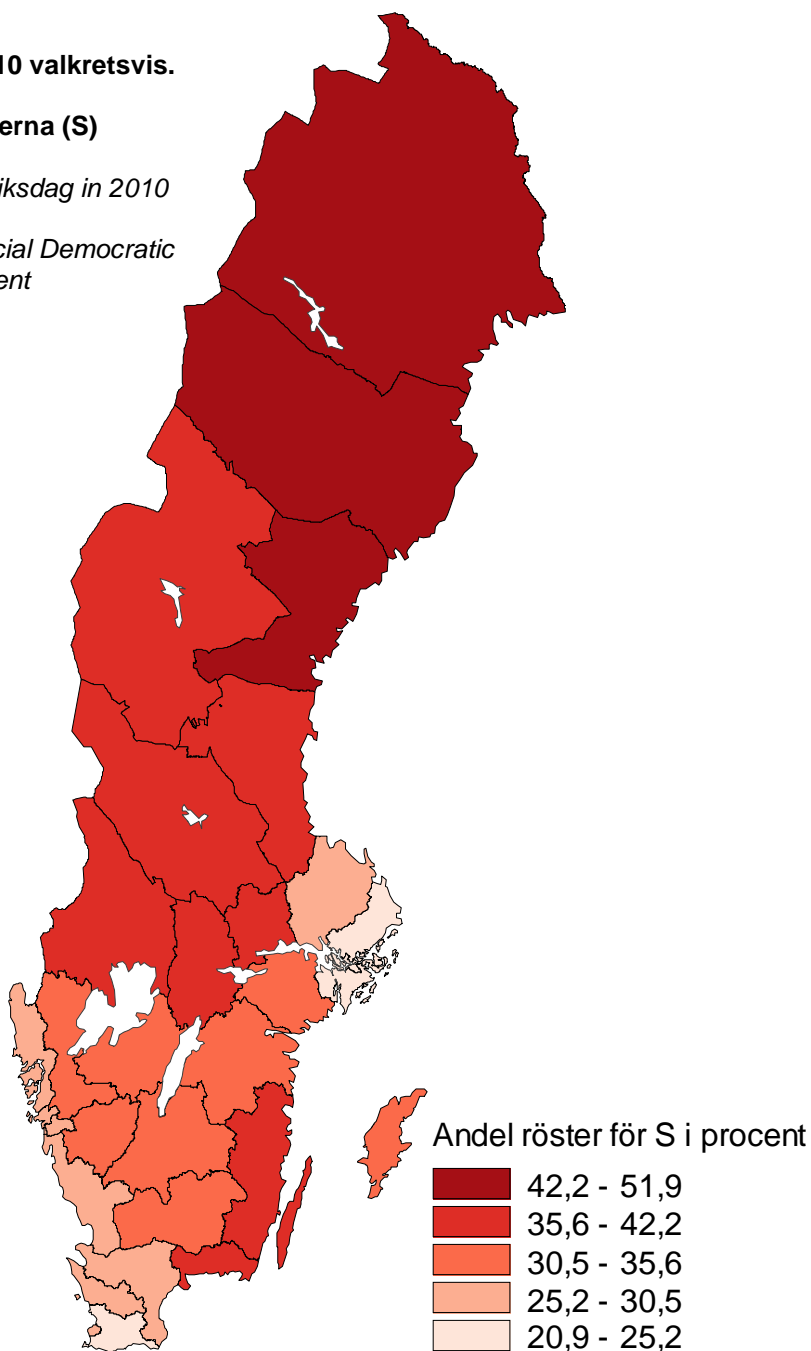 10 valkretsvis.
erna (S)
iksdag in 2010
cial Democratic
ent
Andel röster för S i procent
42,2 - 51,9
35,6 - 42,2
30,5 - 35,6
25,2 - 30,5
20,9 - 25,2